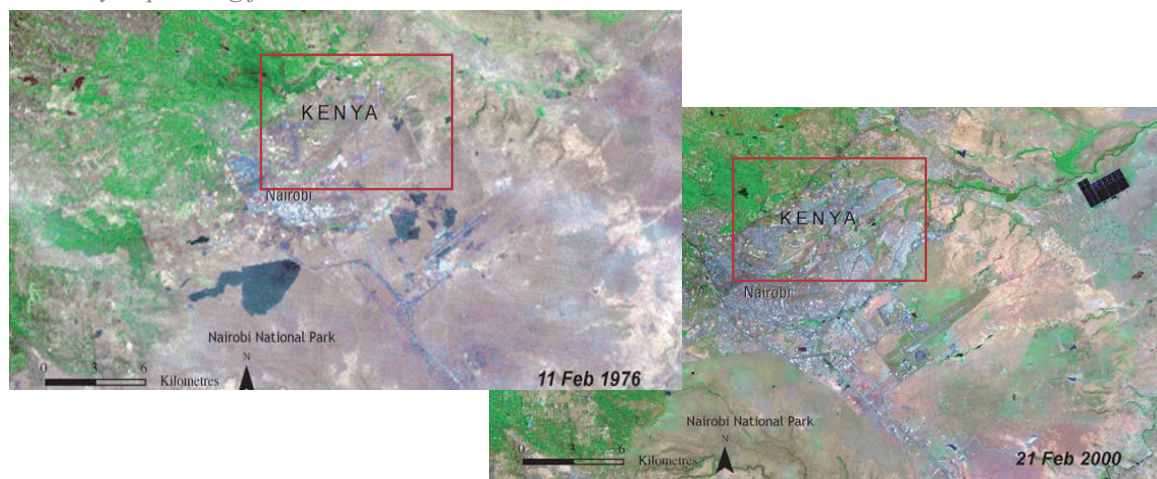 KENYA
Nairobi
Nairobi National Park
N
0 3 6
Kilometres
11 Feb 1976
KENYA
Nairobi
Nairobi National Park
N
0 3 6
Kilometres
21 Feb 2000